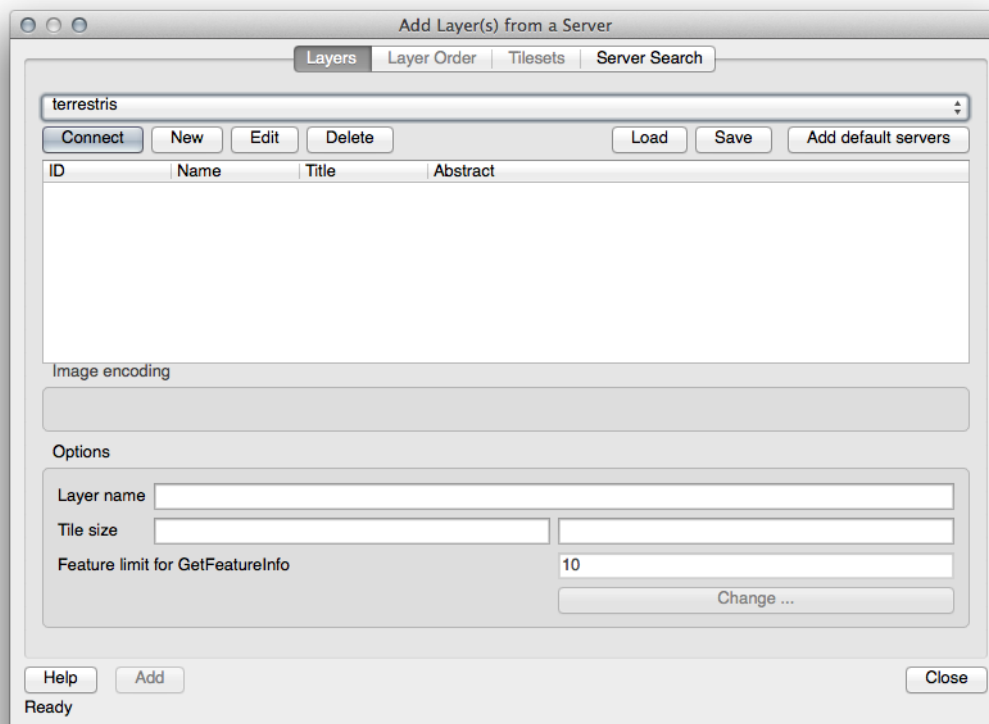 Add Layer(s) from a Server
Layers Layer Order Tilesets Server Search
terrestris
Connect New Edit Delete Load Save Add default servers
ID Name Title Abstract
Image encoding
Options
Layer name
Tile size
Feature limit for GetFeatureInfo 10
Change ...
Help Add Close
Ready